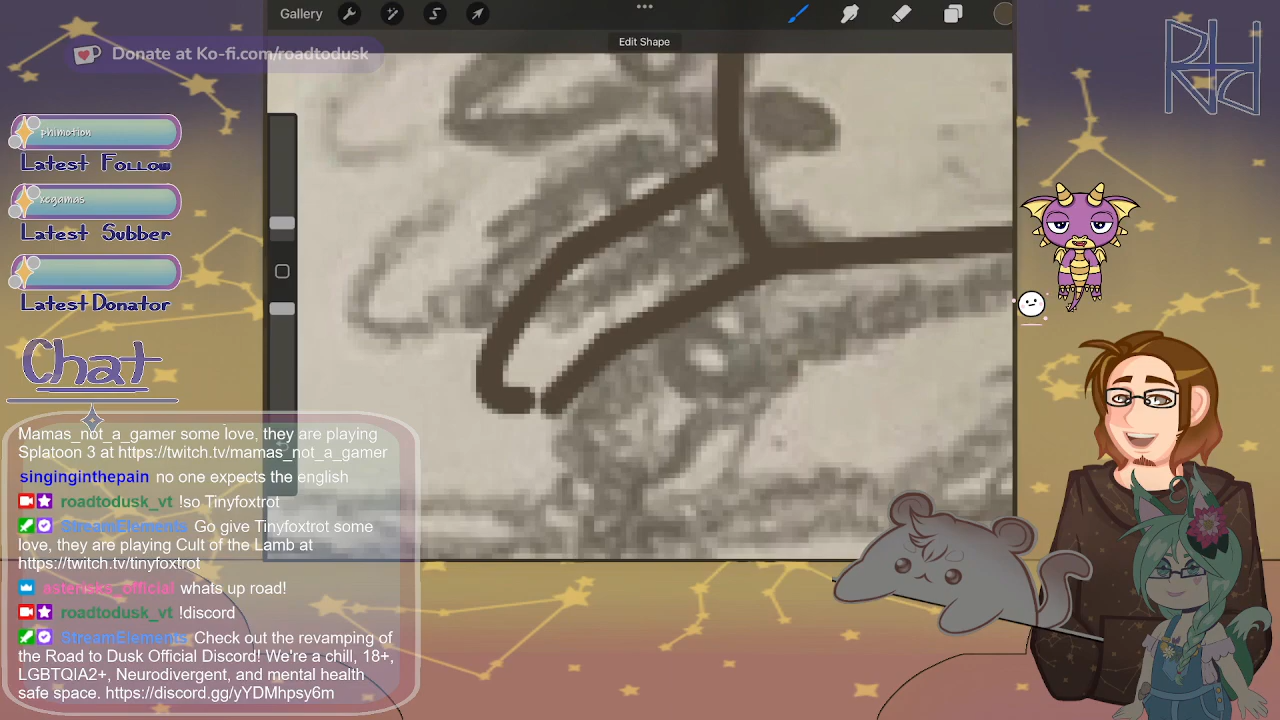 Gallery
Edit Shape
Donate at Ko-fi.com/roadtodusk
phimotion
Latest Follow
xcgamas
Latest Subber
Latest Donator
Chat
Mamas_not_a_gamer some love, they are playing
Splatoon 3 at https://twitch.tv/mamas_not_a_gamer
singinginthepain no one expects the english
roadtodusk_vt !so Tinyfoxtrot
StreamElements Go give Tinyfoxtrot some
love, they are playing Cult of the Lamb at
https://twitch.tv/tinyfoxtrot
asterisks_official whats up road!
roadtodusk_vt !discord
StreamElements Check out the revamping of
the Road to Dusk Official Discord! We're a chill, 18+,
LGBTQIA2+, Neurodivergent, and mental health
safe space. https://discord.gg/yYDMhpsy6m